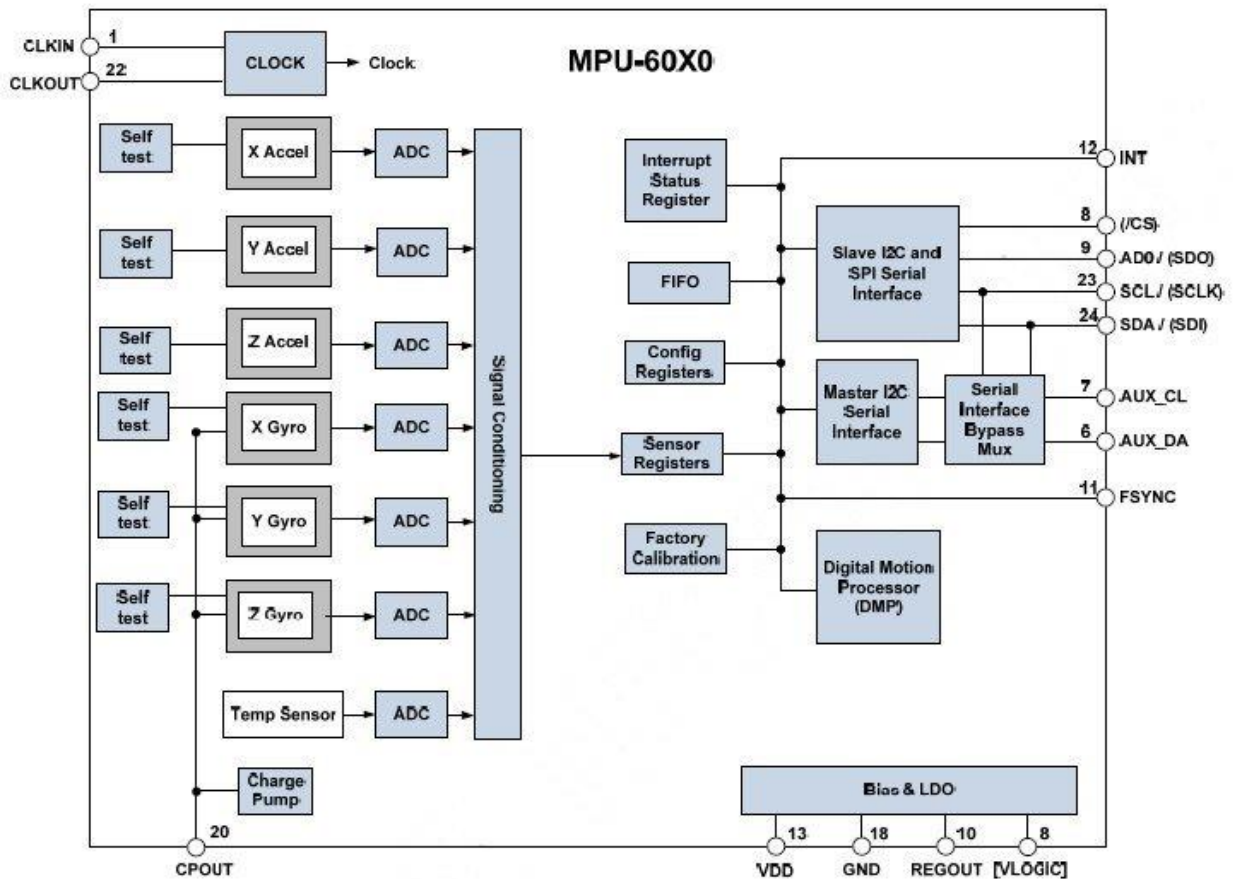 MPU-60X0
CLKIN
1
CLKOUT
22
CLOCK
Clock
Self
test
X Accel
ADC
Self
test
Y Accel
ADC
Self
test
Z Accel
ADC
Self
test
X Gyro
ADC
Self
test
Y Gyro
ADC
Self
test
Z Gyro
ADC
Temp Sensor
ADC
Charge
Pump
20
CPOUT
Signal Conditioning
Interrupt
Status
Register
FIFO
Config
Registers
Sensor
Registers
Factory
Calibration
Slave I2C and
SPI Serial
Interface
Master I2C
Serial
Interface
Serial
Interface
Bypass
Mux
Digital Motion
Processor
(DMP)
12
INT
8
(/CS)
9
AD0 / (SDO)
23
SCL / (SCLK)
24
SDA / (SDI)
7
AUX_CL
6
AUX_DA
11
FSYNC
Bias & LDO
13
18
10
8
VDD
GND
REGOUT
[VLOGIC]